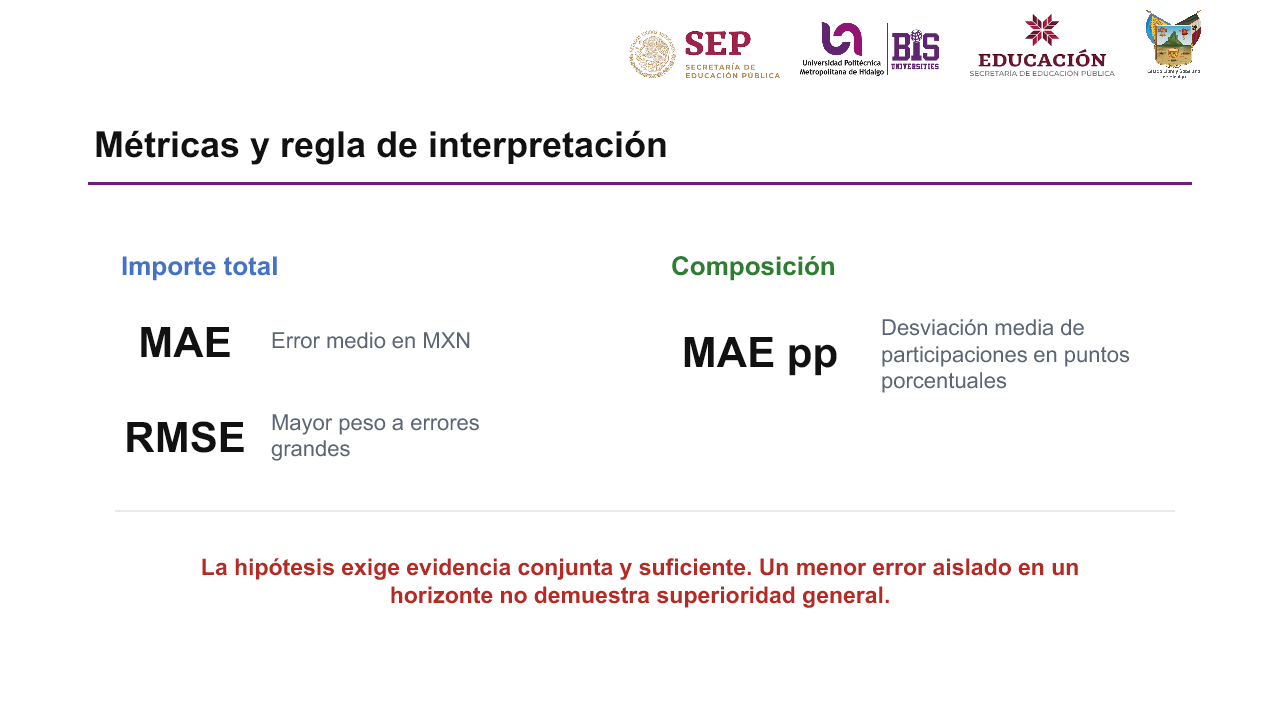 SEP
SECRETARÍA DE
EDUCACIÓN PÚBLICA
Universidad Politécnica
Metropolitana de Hidalgo
BIS
UNIVERSITIES
EDUCACIÓN
SECRETARÍA DE EDUCACIÓN PÚBLICA
Métricas y regla de interpretación
Importe total
MAE
Error medio en MXN
RMSE
Mayor peso a errores
grandes
Composición
MAE pp
Desviación media de
participaciones en puntos
porcentuales
La hipótesis exige evidencia conjunta y suficiente. Un menor error aislado en un
horizonte no demuestra superioridad general.